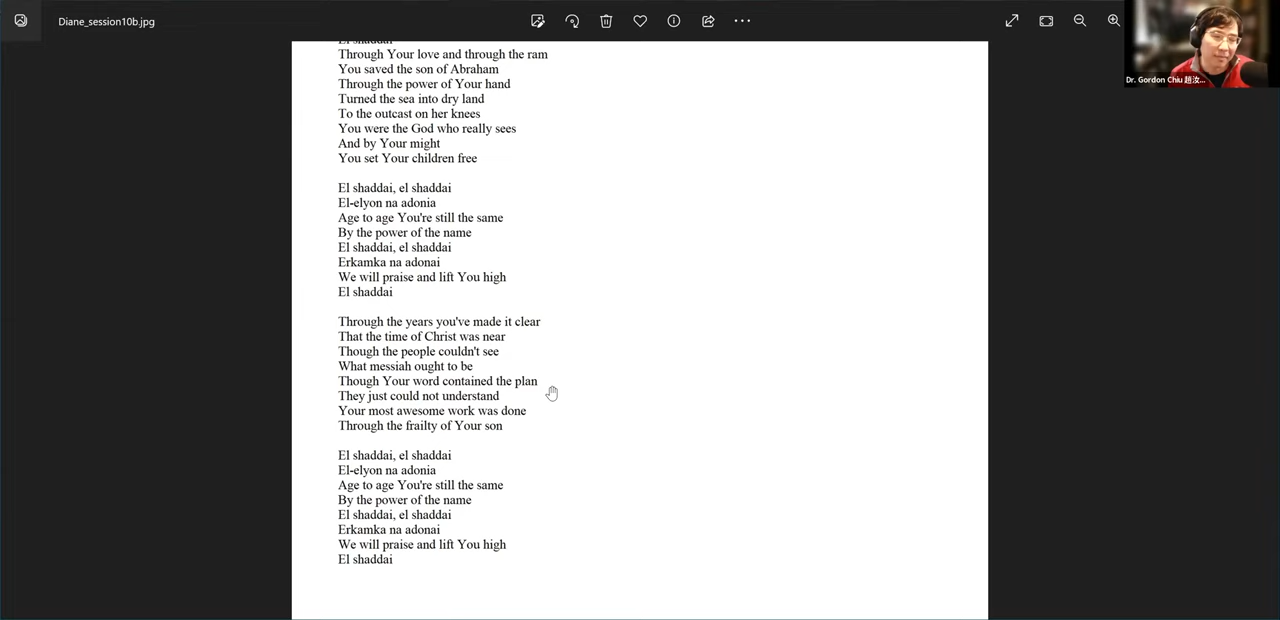 Diane_session10b.jpg
Dr. Gordon Chiu 趙汝...
El shaddai
Through Your love and through the ram
You saved the son of Abraham
Through the power of Your hand
Turned the sea into dry land
To the outcast on her knees
You were the God who really sees
And by Your might
You set Your children free
El shaddai, el shaddai
El-elyon na adonia
Age to age You're still the same
By the power of the name
El shaddai, el shaddai
Erkamka na adonai
We will praise and lift You high
El shaddai
Through the years you've made it clear
That the time of Christ was near
Though the people couldn't see
What messiah ought to be
Though Your word contained the plan
They just could not understand
Your most awesome work was done
Through the frailty of Your son
El shaddai, el shaddai
El-elyon na adonia
Age to age You're still the same
By the power of the name
El shaddai, el shaddai
Erkamka na adonai
We will praise and lift You high
El shaddai